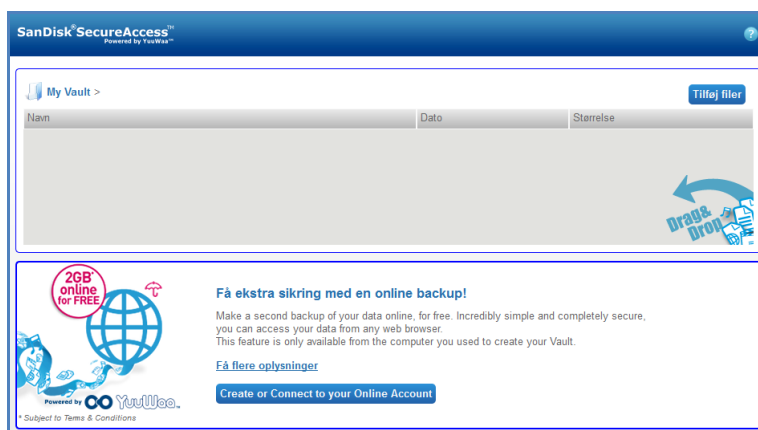 SanDisk® SecureAccess™
Powered by YuuWaa™
?
My Vault >
Tilføj filer
Navn Dato Størrelse
Drag&
Drop
2GB*
online
for FREE
Få ekstra sikring med en online backup!
Make a second backup of your data online, for free. Incredibly simple and completely secure,
you can access your data from any web browser.
This feature is only available from the computer you used to create your Vault.
Få flere oplysninger
Create or Connect to your Online Account
Powered by YuuWaa™
* Subject to Terms & Conditions